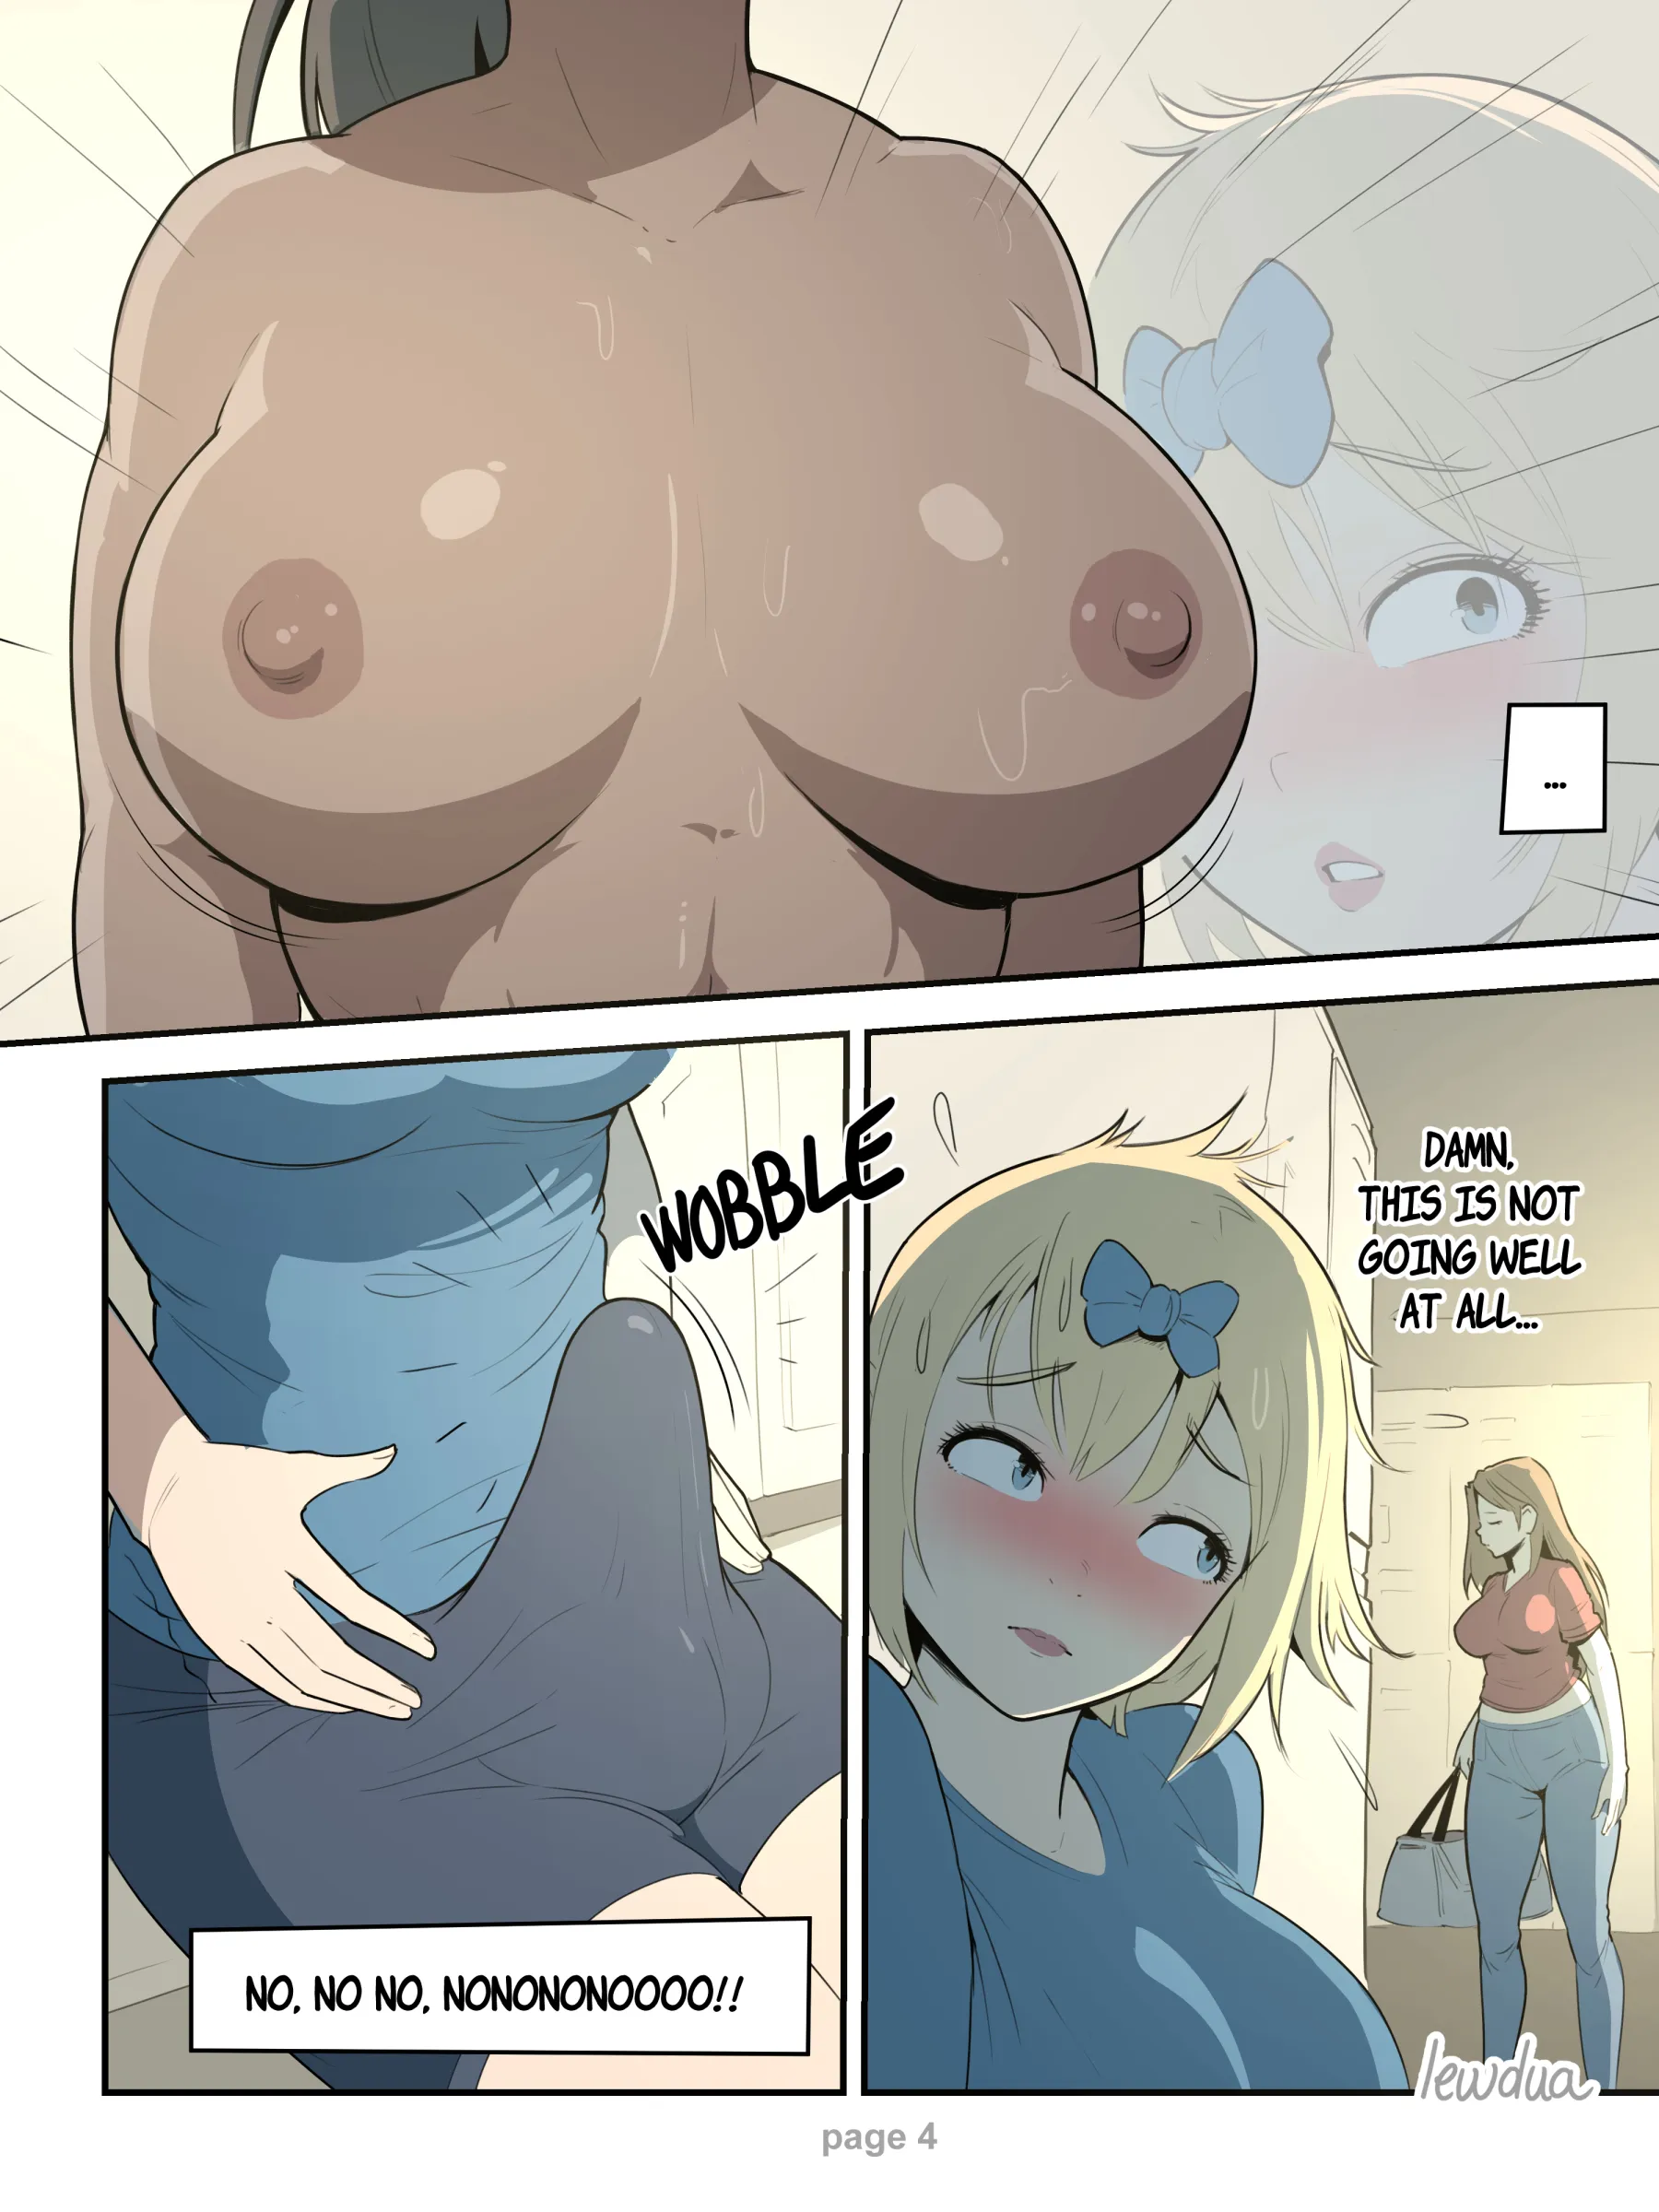 ...
WOBBLE
NO, NO NO, NONONONOOOO!!
DAMN,
THIS IS NOT
GOING WELL
AT ALL...
lewdua
page 4